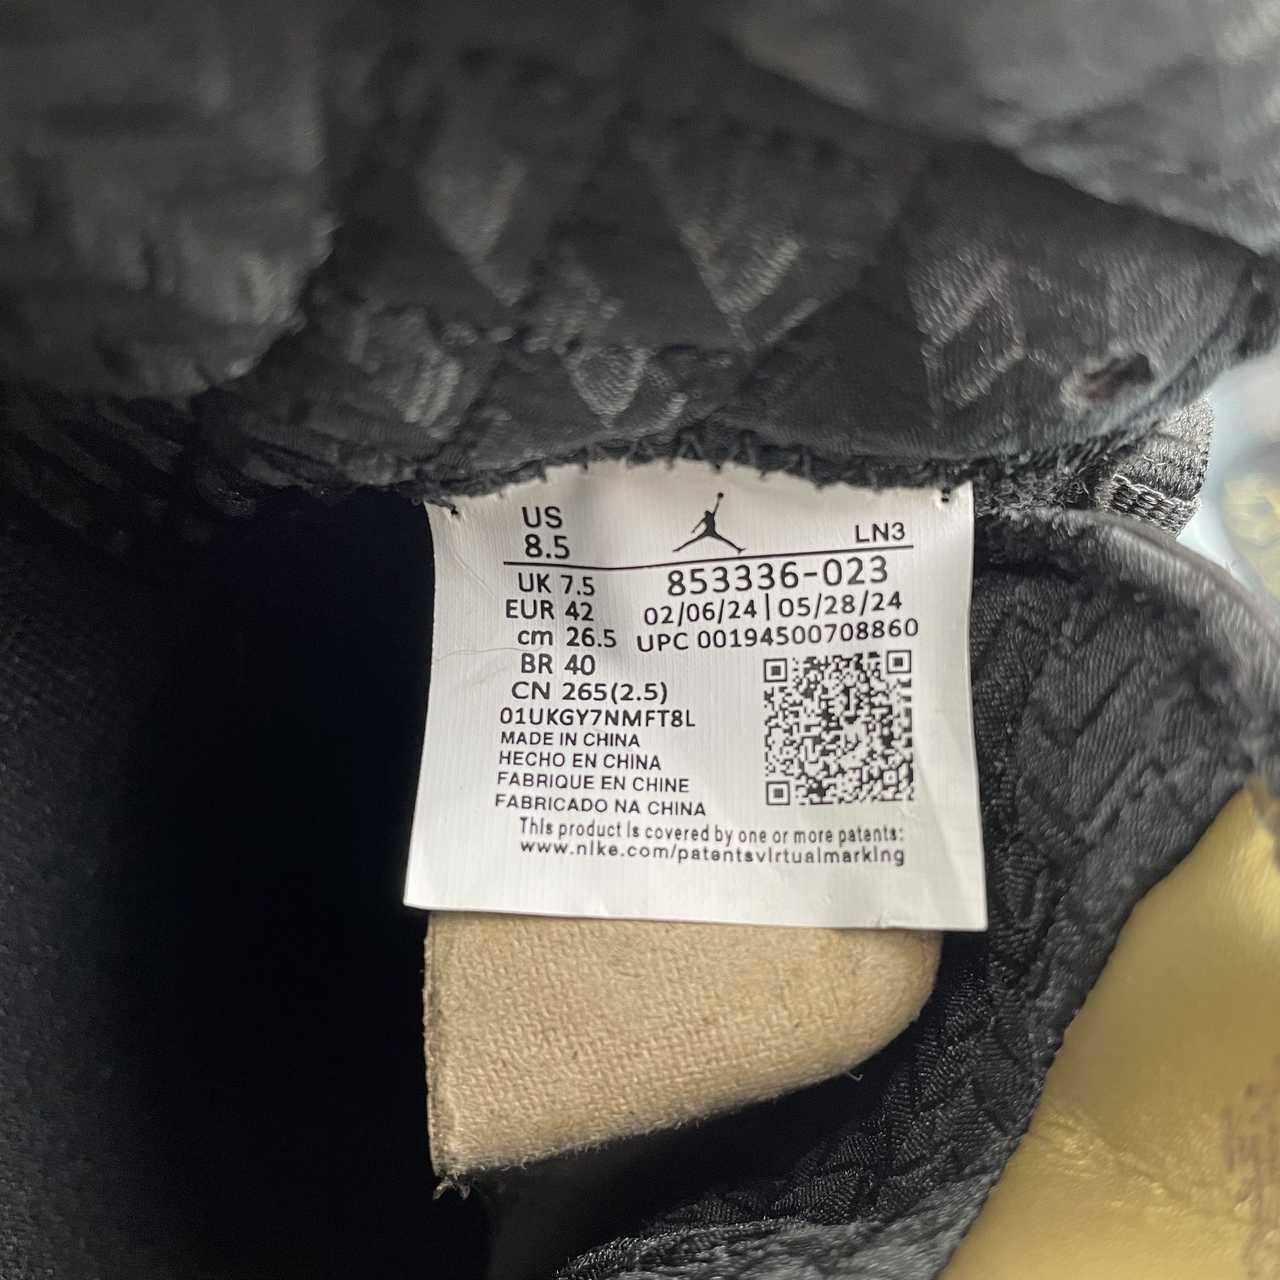 US
8.5
LN3
UK 7.5
853336-023
EUR 42
02/06/24 | 05/28/24
cm 26.5
UPC 00194500708860
BR 40
CN 265(2.5)
01UKGY7NMFT8L
MADE IN CHINA
HECHO EN CHINA
FABRIQUE EN CHINE
FABRICADO NA CHINA
This product is covered by one or more patents:
www.nike.com/patentsvirtualmarking